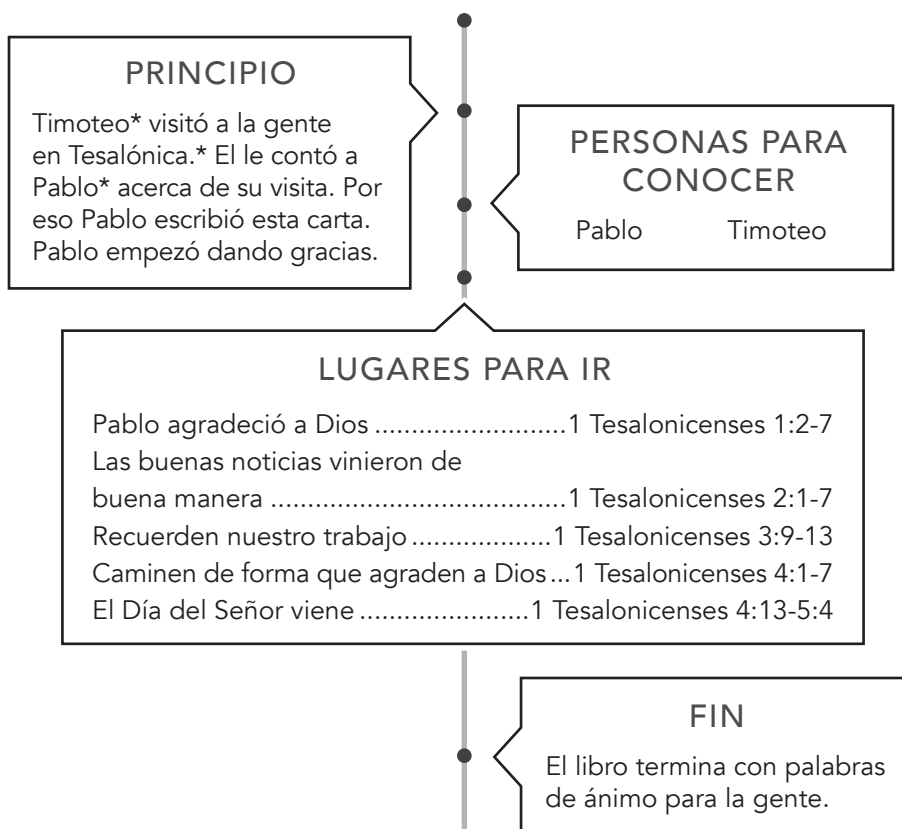 PRINCIPIO
Timoteo* visitó a la gente
en Tesalónica.* El le contó a
Pablo* acerca de su visita. Por
eso Pablo escribió esta carta.
Pablo empezó dando gracias.
PERSONAS PARA
CONOCER
Pablo Timoteo
LUGARES PARA IR
Pablo agradeció a Dios ..........................1 Tesalonicenses 1:2-7
Las buenas noticias vinieron de
buena manera ....................................1 Tesalonicenses 2:1-7
Recuerden nuestro trabajo ...................1 Tesalonicenses 3:9-13
Caminen de forma que agraden a Dios ...1 Tesalonicenses 4:1-7
El Día del Señor viene .......................1 Tesalonicenses 4:13-5:4
FIN
El libro termina con palabras
de ánimo para la gente.